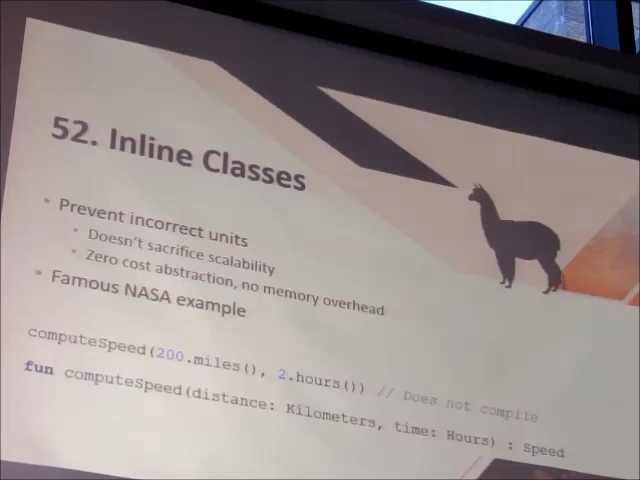 52. Inline Classes
• Prevent incorrect units
• Doesn't sacrifice scalability
• Zero cost abstraction, no memory overhead
• Famous NASA example
computeSpeed(200.miles(), 2.hours()) // Does not compile
fun computeSpeed(distance: Kilometers, time: Hours) : Speed